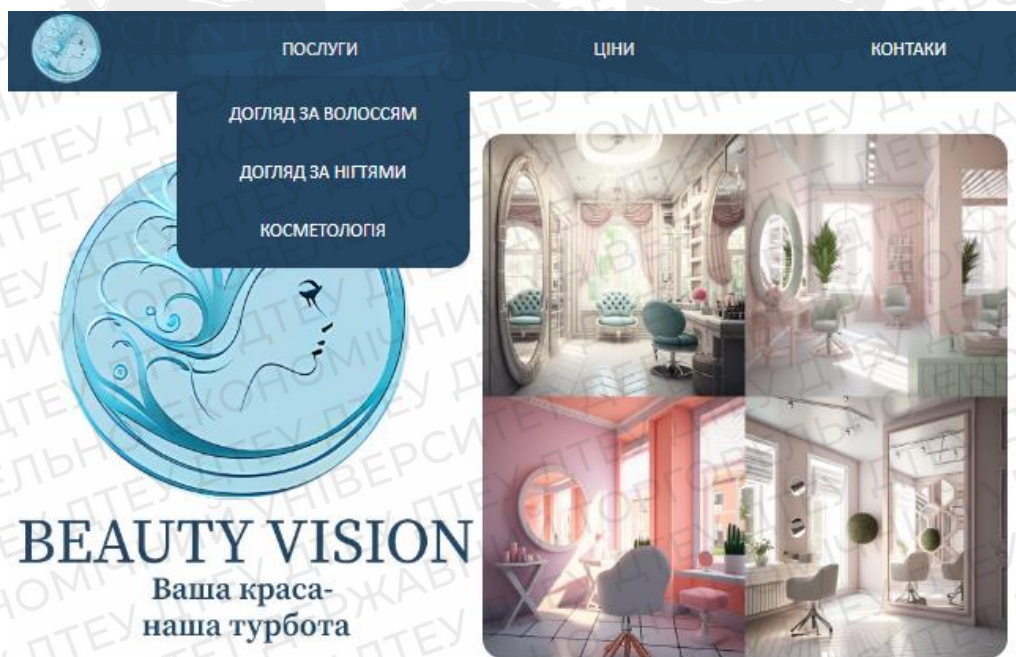 ПОСЛУГИ ЦІНИ КОНТАКИ
ДОГЛЯД ЗА ВОЛОССЯМ
ДОГЛЯД ЗА НІГТЯМИ
КОСМЕТОЛОГІЯ
BEAUTY VISION
Ваша краса-
наша турбота